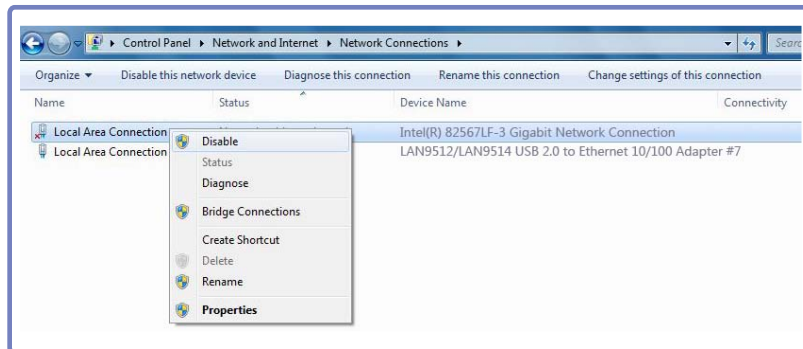 Control Panel ▸ Network and Internet ▸ Network Connections ▸
Organize Disable this network device Diagnose this connection Rename this connection Change settings of this connection
Name Status Device Name Connectivity
Local Area Connection Intel(R) 82567LF-3 Gigabit Network Connection
Local Area Connection LAN9512/LAN9514 USB 2.0 to Ethernet 10/100 Adapter #7
Disable
Status
Diagnose
Bridge Connections
Create Shortcut
Delete
Rename
Properties